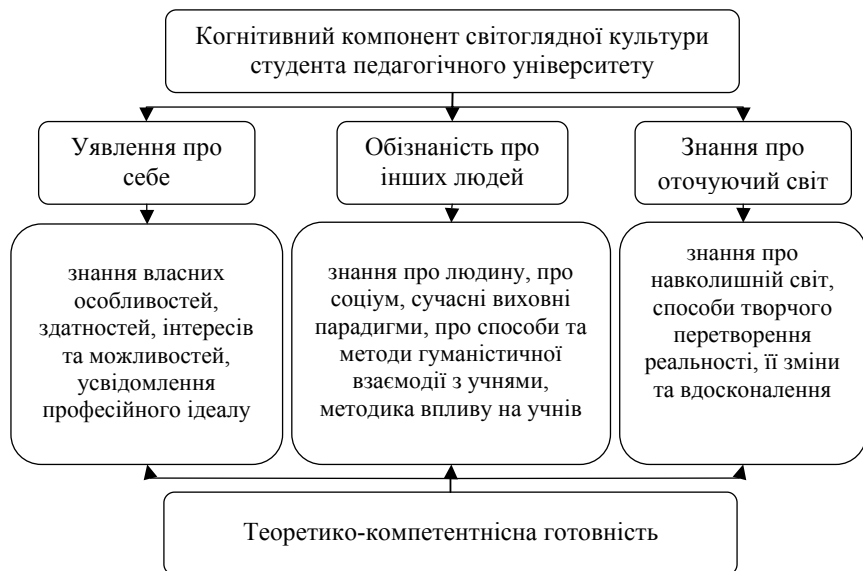 Когнітивний компонент світоглядної культури
студента педагогічного університету
Уявлення про
себе
Обізнаність про
інших людей
Знання про
оточуючий світ
знання власних
особливостей,
здатностей, інтересів
та можливостей,
усвідомлення
професійного ідеалу
знання про людину, про
соціум, сучасні виховні
парадигми, про способи та
методи гуманістичної
взаємодії з учнями,
методика впливу на учнів
знання про
навколишній світ,
способи творчого
перетворення
реальності, її зміни
та вдосконалення
Теоретико-компетентнісна готовність